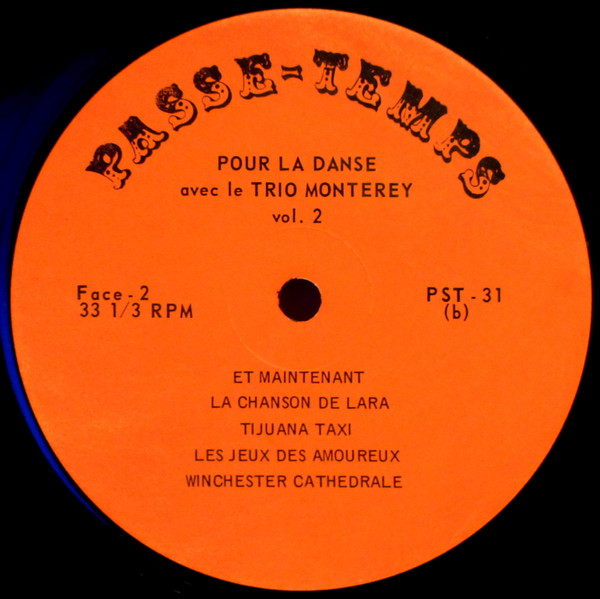 PASSE-TEMPS
POUR LA DANSE
avec le TRIO MONTEREY
vol. 2
Face - 2
33 1/3 RPM
PST - 31
(b)
ET MAINTENANT
LA CHANSON DE LARA
TIJUANA TAXI
LES JEUX DES AMOUREUX
WINCHESTER CATHEDRALE